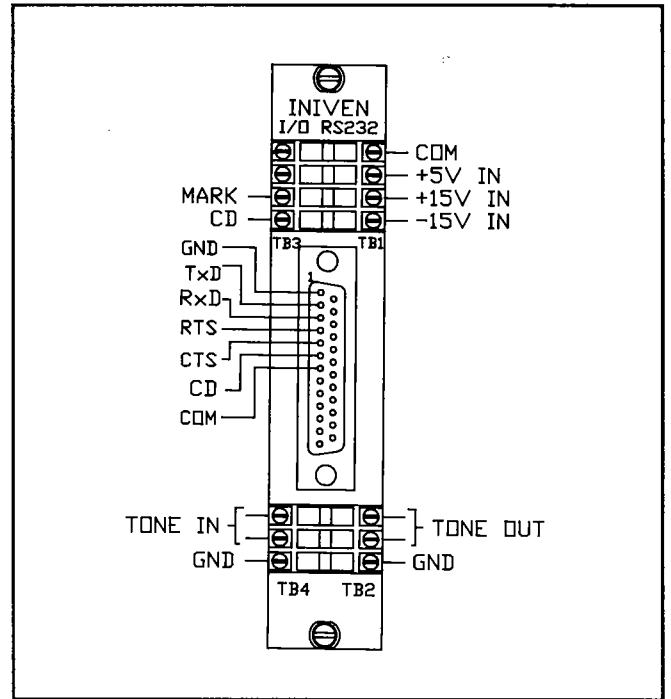 INIVEN
I/O RS232
COM
+5V IN
MARK
+15V IN
CD
-15V IN
TB3
TB1
GND
1
TxD
RxD
RTS
CTS
CD
COM
TONE IN
TONE OUT
GND
GND
TB4
TB2